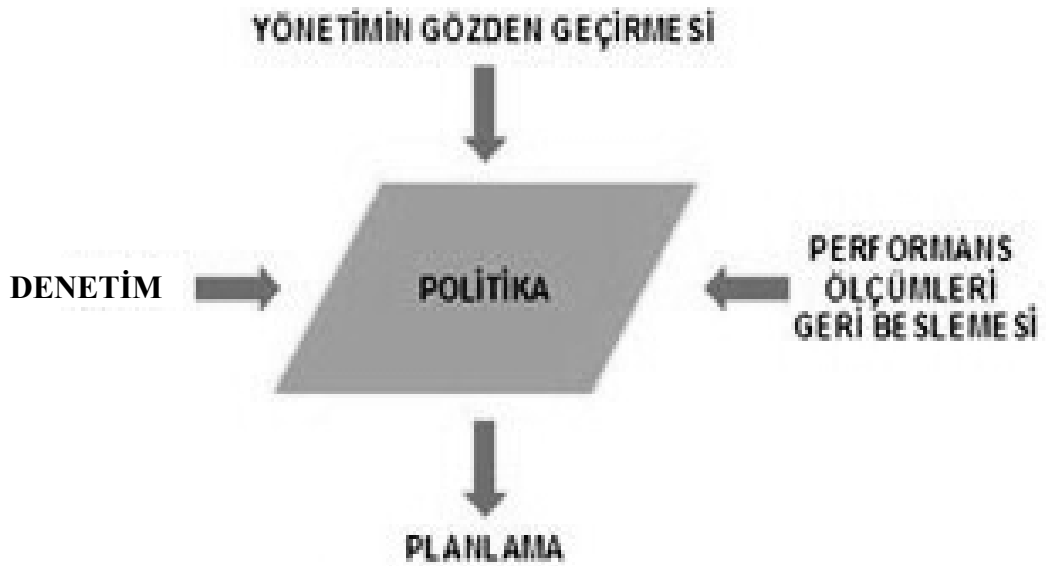 YÖNETİMİN GÖZDEN GEÇİRMESİ
DENETİM
POLİTİKA
PERFORMANS
ÖLÇÜMLERİ
GERİ BESLEMESİ
PLANLAMA